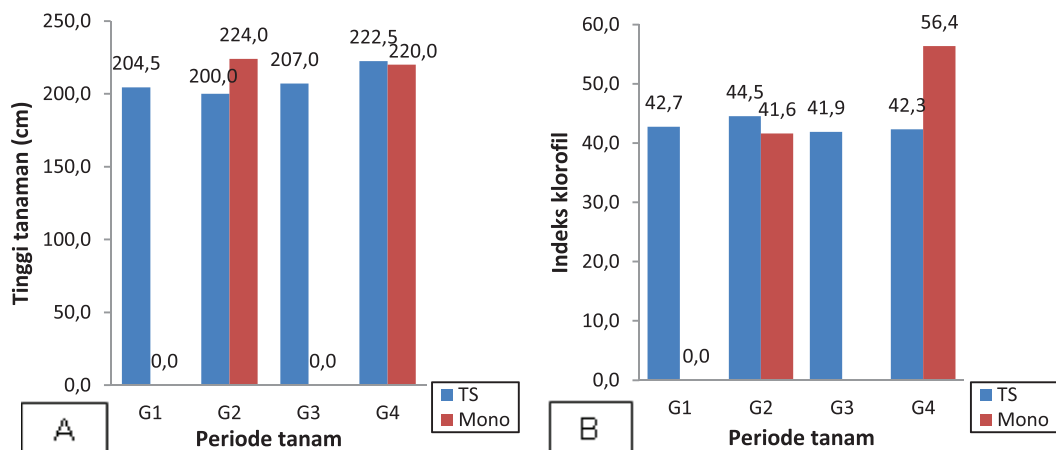 250,0
200,0
150,0
100,0
50,0
0,0
Tinggi tanaman (cm)
204,5
0,0
200,0
224,0
207,0
0,0
222,5
220,0
G1 G2 G3 G4
Periode tanam
TS
Mono
A
60,0
50,0
40,0
30,0
20,0
10,0
0,0
Indeks klorofil
42,7
0,0
44,5
41,6
41,9
42,3
56,4
G1 G2 G3 G4
Periode tanam
TS
Mono
B